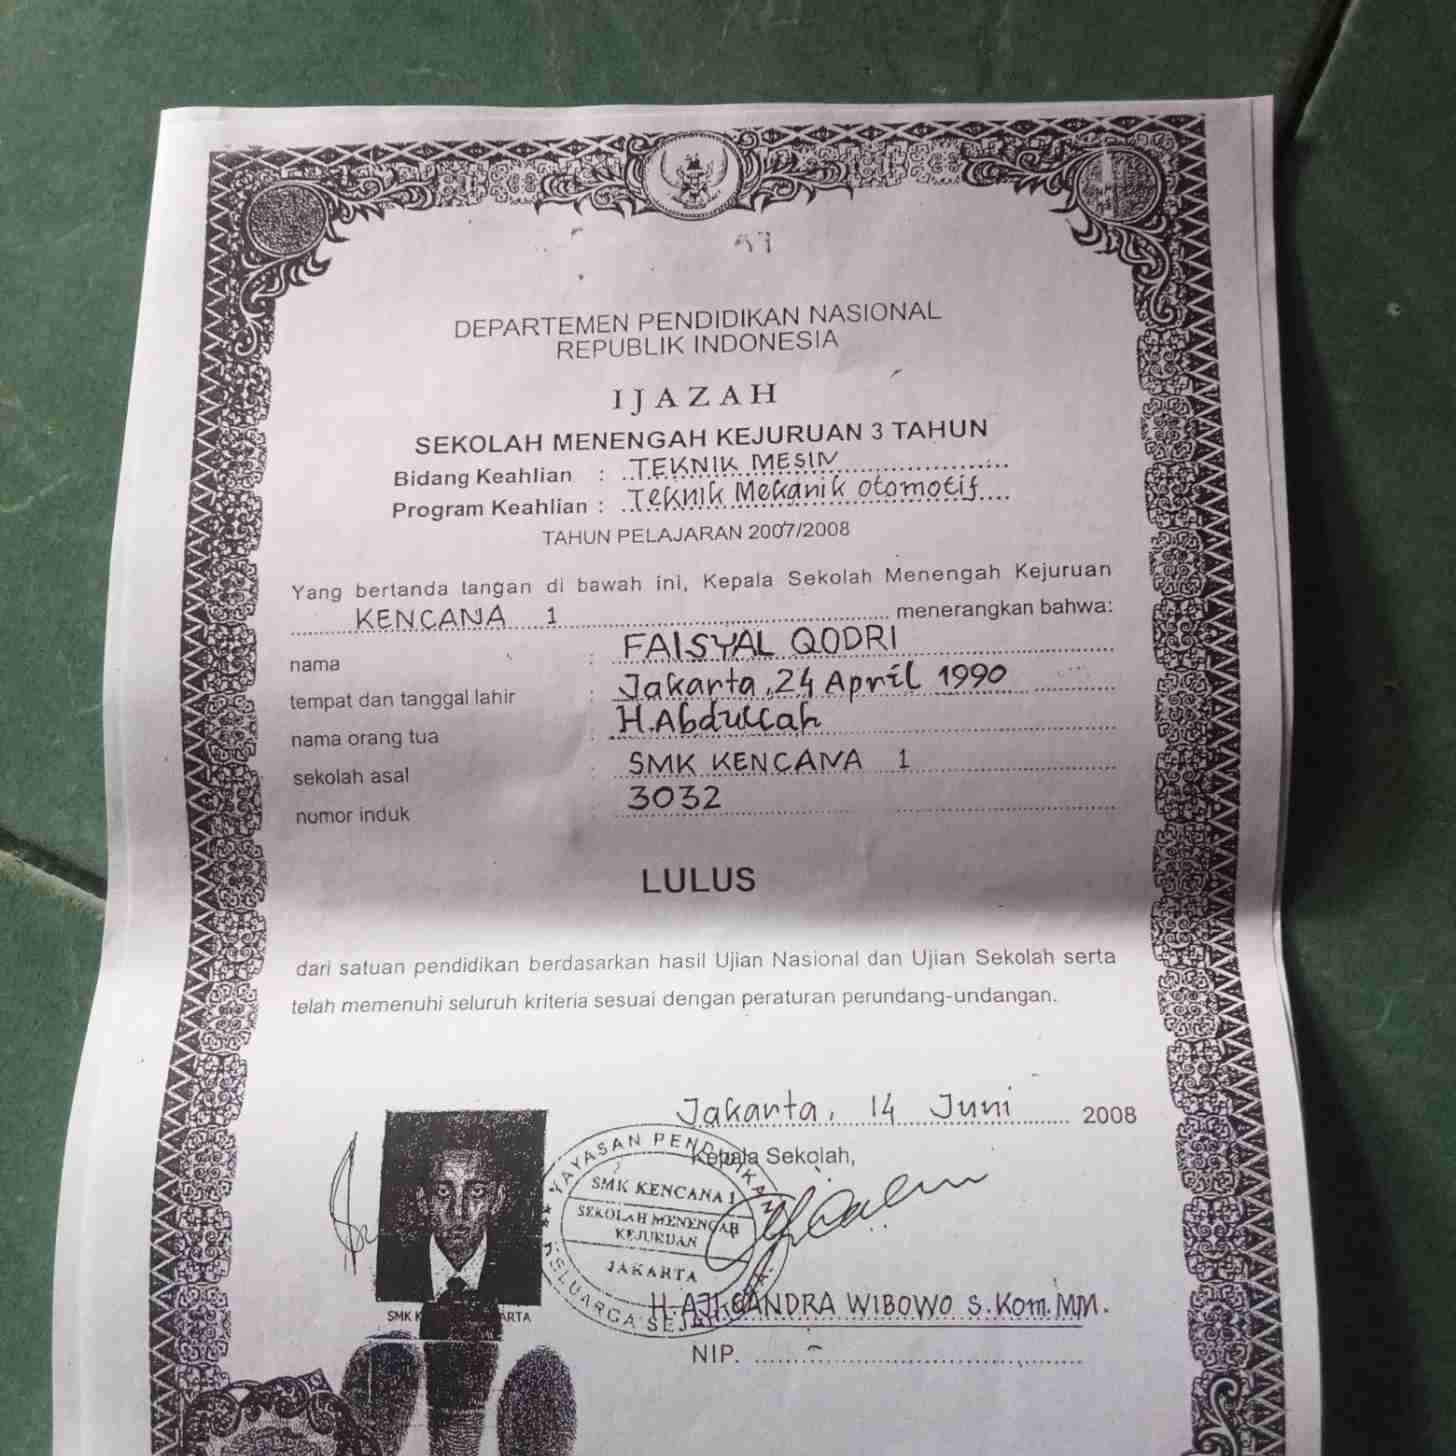 DEPARTEMEN PENDIDIKAN NASIONAL
REPUBLIK INDONESIA
IJAZAH
SEKOLAH MENENGAH KEJURUAN 3 TAHUN
Bidang Keahlian : TEKNIK MESIN
Program Keahlian : Teknik Mekanik Otomotif
TAHUN PELAJARAN 2007/2008
Yang bertanda tangan di bawah ini, Kepala Sekolah Menengah Kejuruan
KENCANA 1 menerangkan bahwa:
nama : FAISYAL QODRI
tempat dan tanggal lahir : Jakarta, 24 April 1990
nama orang tua : H. Abdullah
sekolah asal : SMK KENCANA 1
nomor induk : 3032
LULUS
dari satuan pendidikan berdasarkan hasil Ujian Nasional dan Ujian Sekolah serta
telah memenuhi seluruh kriteria sesuai dengan peraturan perundang-undangan.
Jakarta, 14 Juni 2008
Kepala Sekolah,
YAYASAN PENDIDIKAN
SMK KENCANA 1
SEKOLAH MENENGAH
KEJURUAN
JAKARTA
KELUARGA
H. AJI CANDRA WIBOWO S.Kom.MM.
SMK
NIP.